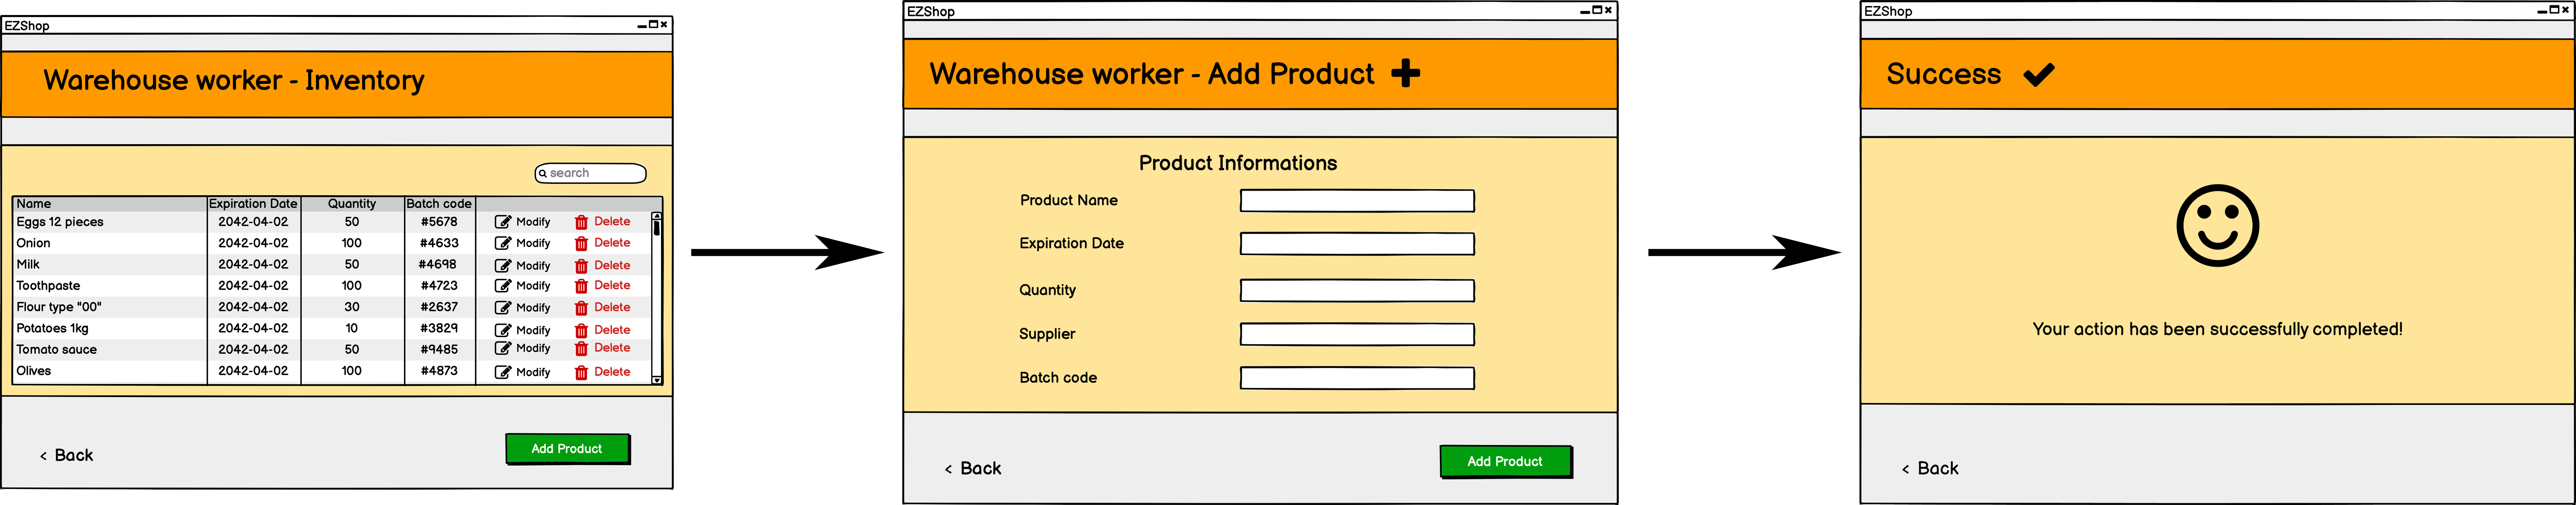 EZShop
Warehouse worker - Inventory
search
Name Expiration Date Quantity Batch code
Eggs 12 pieces 2042-04-02 50 #5678 Modify Delete
Onion 2042-04-02 100 #4633 Modify Delete
Milk 2042-04-02 50 #4698 Modify Delete
Toothpaste 2042-04-02 100 #4723 Modify Delete
Flour type "00" 2042-04-02 30 #2637 Modify Delete
Potatoes 1kg 2042-04-02 10 #3829 Modify Delete
Tomato sauce 2042-04-02 50 #9485 Modify Delete
Olives 2042-04-02 100 #4873 Modify Delete
< Back
Add Product
EZShop
Warehouse worker - Add Product
Product Informations
Product Name
Expiration Date
Quantity
Supplier
Batch code
< Back
Add Product
EZShop
Success
Your action has been successfully completed!
< Back